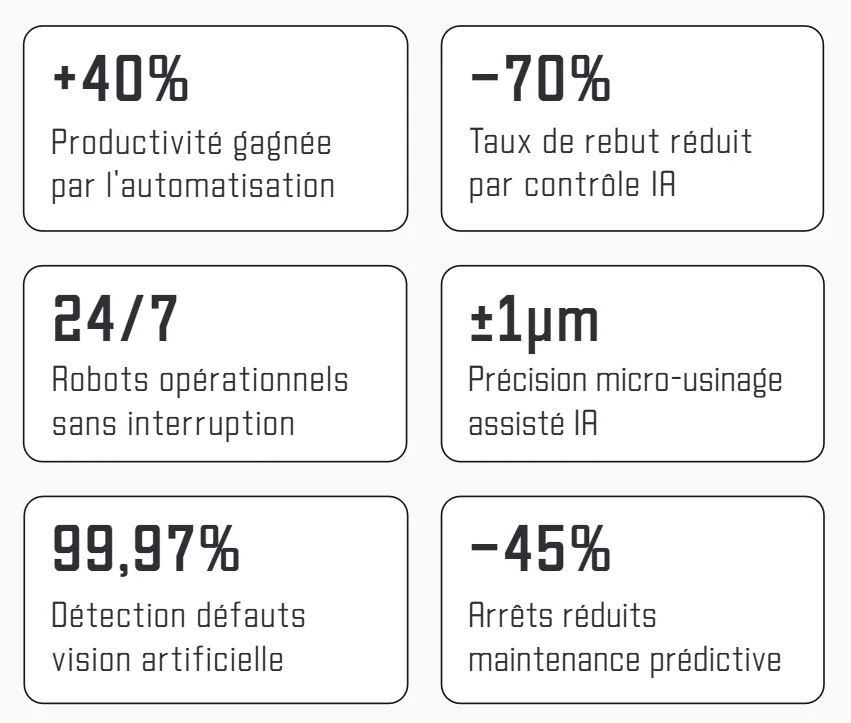 +40%
Productivité gagnée
par l'automatisation
−70%
Taux de rebut réduit
par contrôle IA
24/7
Robots opérationnels
sans interruption
±1µm
Précision micro-usinage
assisté IA
99,97%
Détection défauts
vision artificielle
−45%
Arrêts réduits
maintenance prédictive